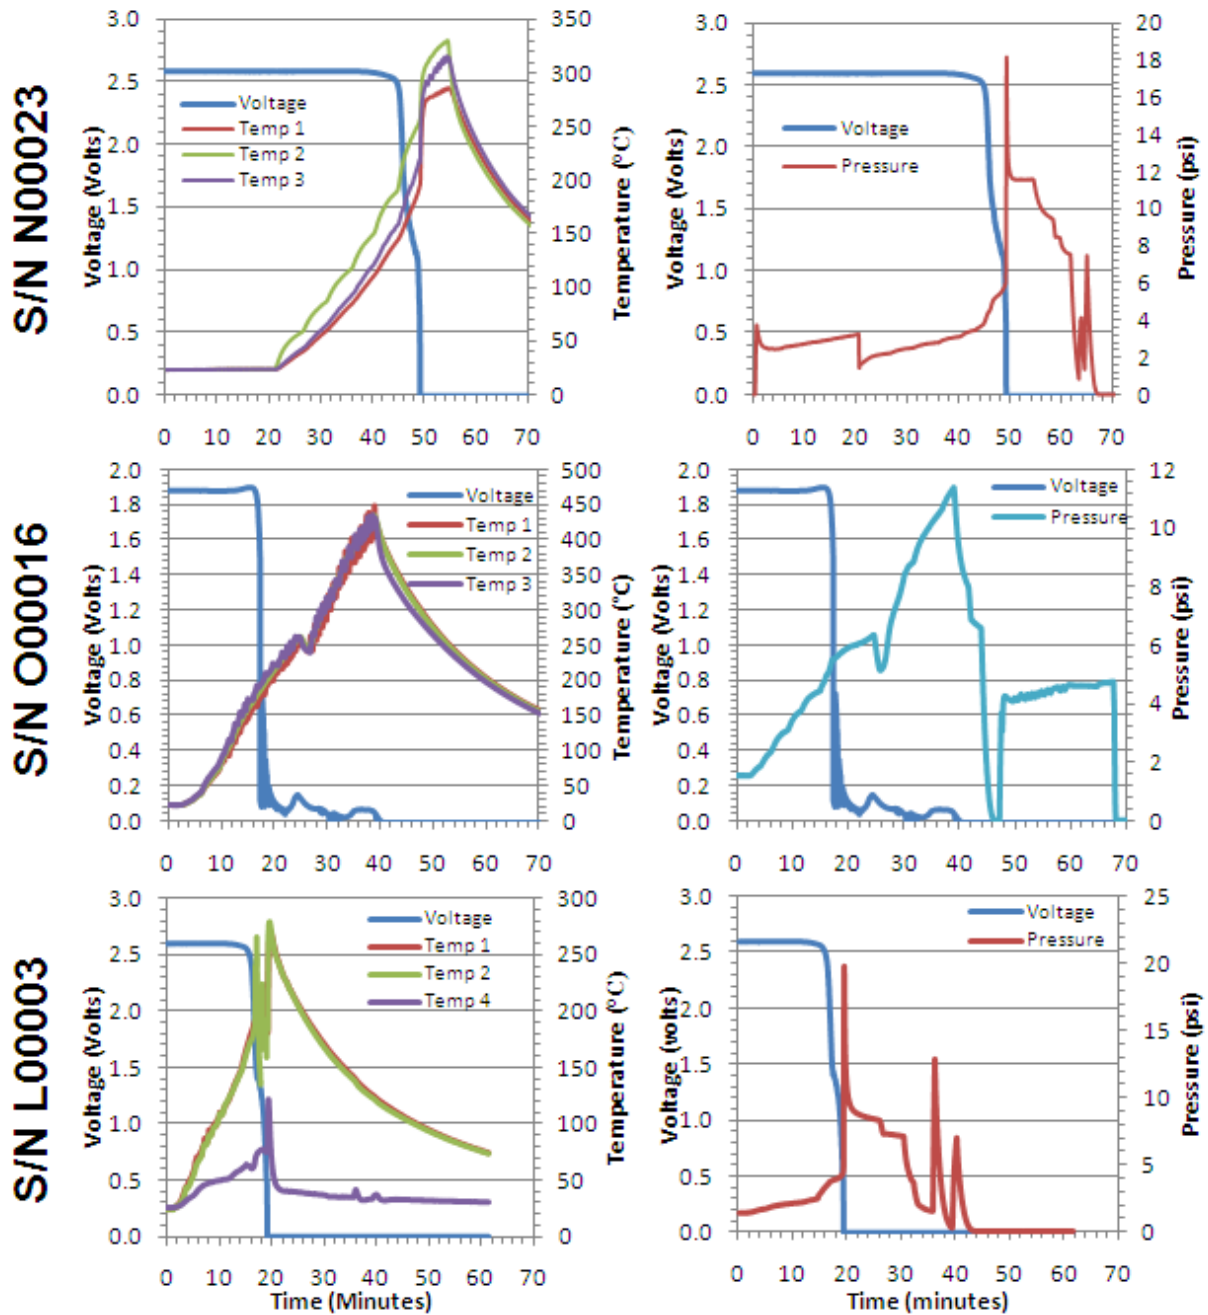 S/N N00023
Voltage (Volts)
3.0
2.5
2.0
1.5
1.0
0.5
0.0
Voltage
Temp 1
Temp 2
Temp 3
350
300
250
200
150
100
50
0
Temperature (°C)
0 10 20 30 40 50 60 70
Voltage (Volts)
3.0
2.5
2.0
1.5
1.0
0.5
0.0
Voltage
Pressure
20
18
16
14
12
10
8
6
4
2
0
Pressure (psi)
0 10 20 30 40 50 60 70
S/N O00016
Voltage (Volts)
2.0
1.8
1.6
1.4
1.2
1.0
0.8
0.6
0.4
0.2
0.0
Voltage
Temp 1
Temp 2
Temp 3
500
450
400
350
300
250
200
150
100
50
0
Temperature (°C)
0 10 20 30 40 50 60 70
Voltage (Volts)
2.0
1.8
1.6
1.4
1.2
1.0
0.8
0.6
0.4
0.2
0.0
Voltage
Pressure
12
10
8
6
4
2
0
Pressure (psi)
0 10 20 30 40 50 60 70
S/N L00003
Voltage (Volts)
3.0
2.5
2.0
1.5
1.0
0.5
0.0
Voltage
Temp 1
Temp 2
Temp 4
300
250
200
150
100
50
0
Temperature (°C)
0 10 20 30 40 50 60 70
Time (Minutes)
Voltage (volts)
3.0
2.5
2.0
1.5
1.0
0.5
0.0
Voltage
Pressure
25
20
15
10
5
0
Pressure (psi)
0 10 20 30 40 50 60 70
Time (minutes)